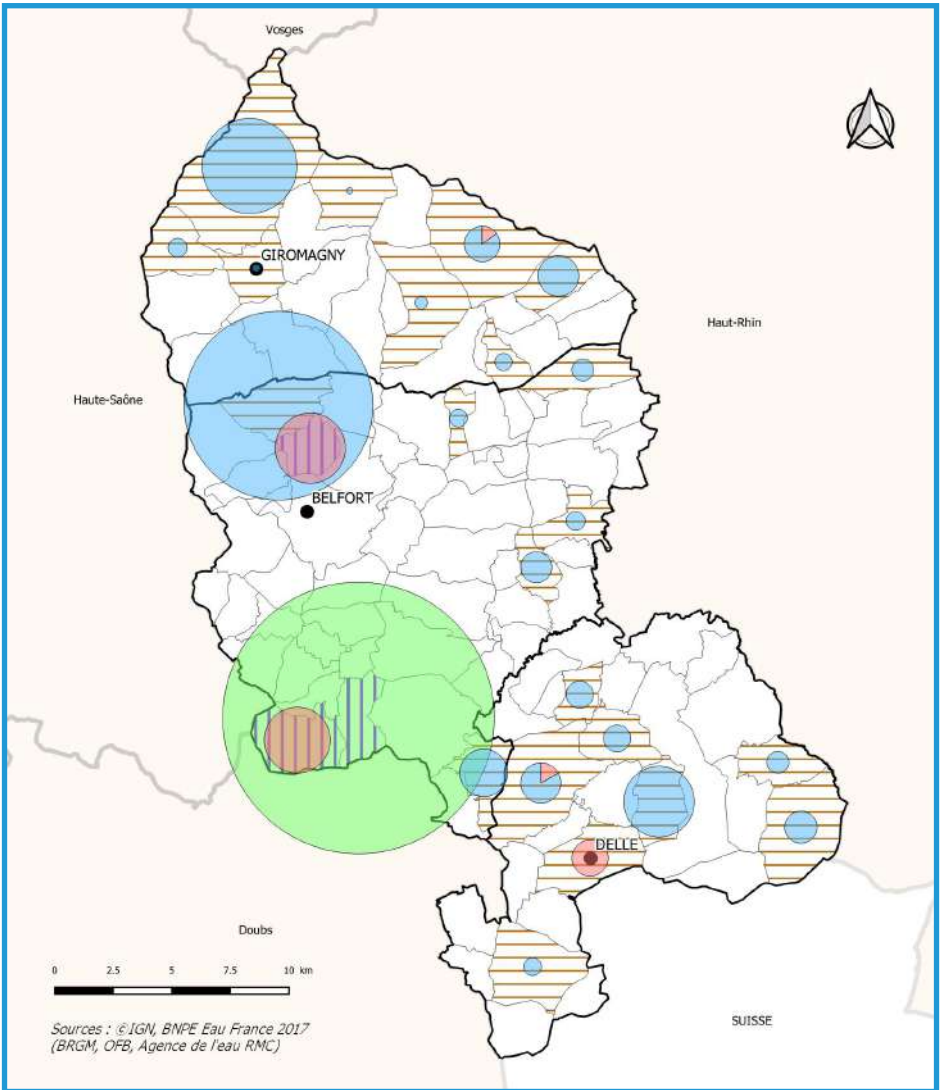 Vosges
GIROMAGNY
Haut-Rhin
Haute-Saône
BELFORT
DELLE
Doubs
0 2.5 5 7.5 10 km
SUISSE
Sources : ©IGN, BNPE Eau France 2017
(BRGM, OFB, Agence de l'eau RMC)